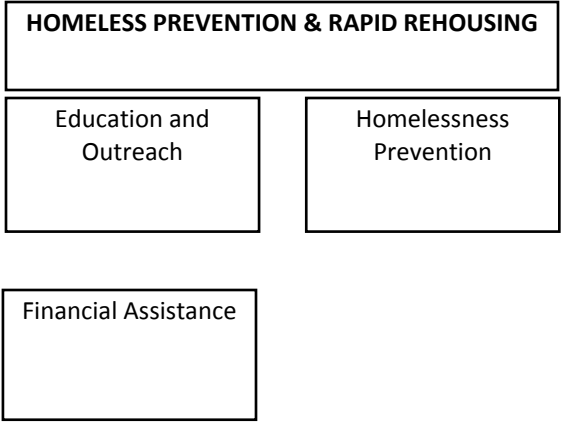 HOMELESS PREVENTION & RAPID REHOUSING
Education and
Outreach
Homelessness
Prevention
Financial Assistance